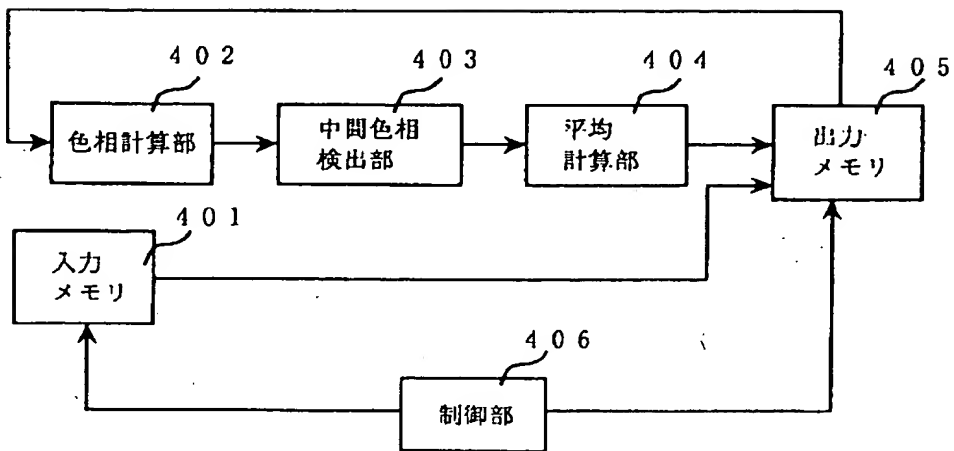 402
403
404
405
色相計算部
中間色相
検出部
平均
計算部
出力
メモリ
401
入力
メモリ
406
制御部